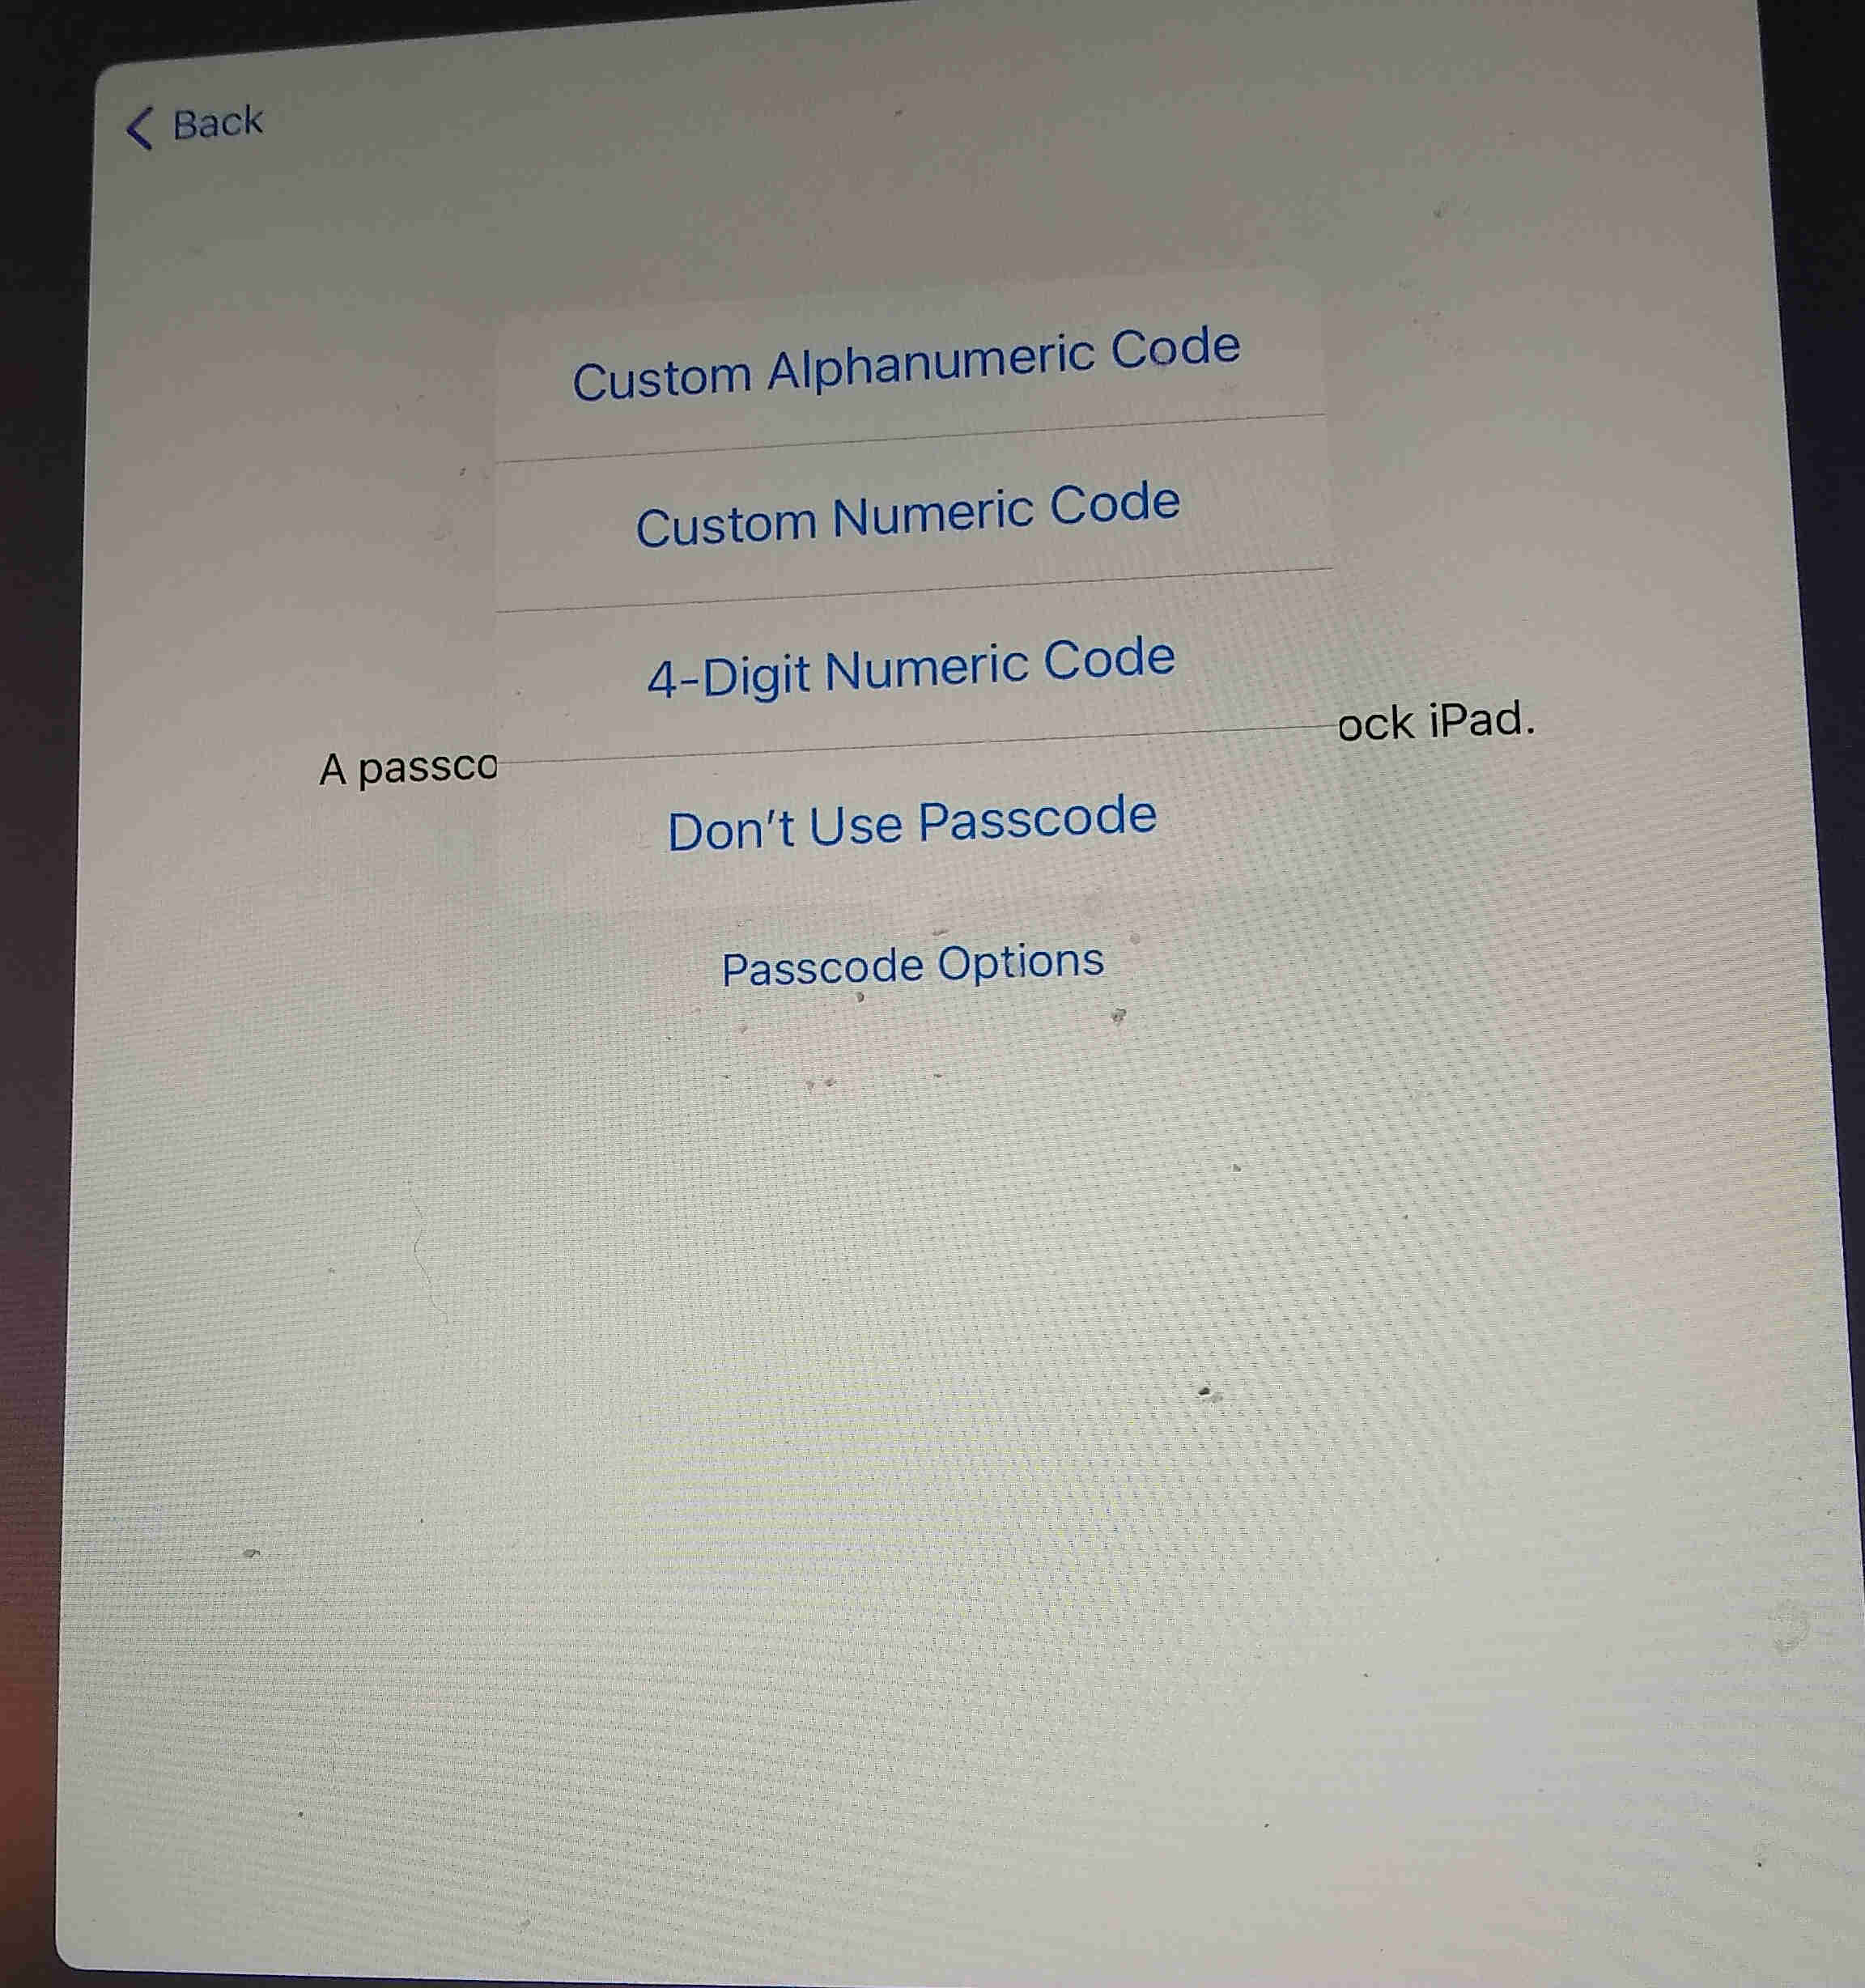 Back
Custom Alphanumeric Code
Custom Numeric Code
4-Digit Numeric Code
A passco ock iPad.
Don't Use Passcode
Passcode Options